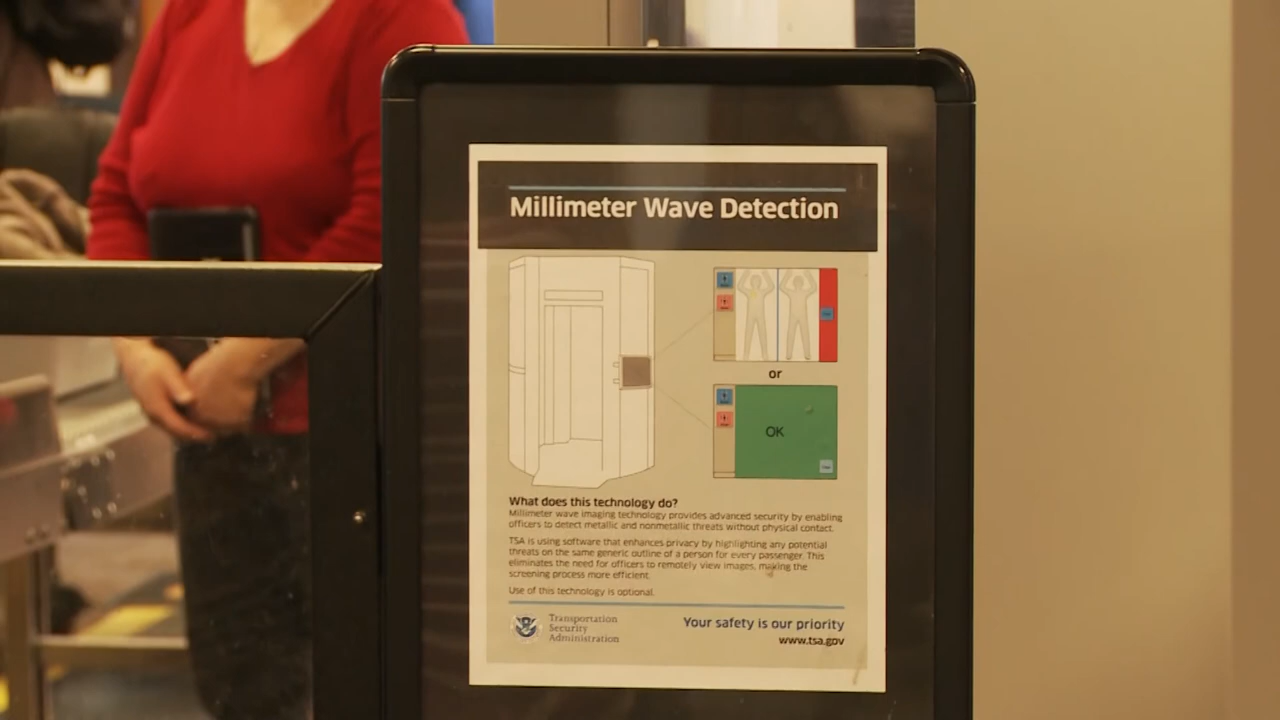 Millimeter Wave Detection
or
OK
What does this technology do?
Millimeter wave imaging technology provides advanced security by enabling
officers to detect metallic and nonmetallic threats without physical contact.
TSA is using software that enhances privacy by highlighting any potential
threats on the same generic outline of a person for every passenger. This
eliminates the need for officers to remotely view images, making the
screening process more efficient.
Use of this technology is optional.
Transportation
Security
Administration
Your safety is our priority
www.tsa.gov